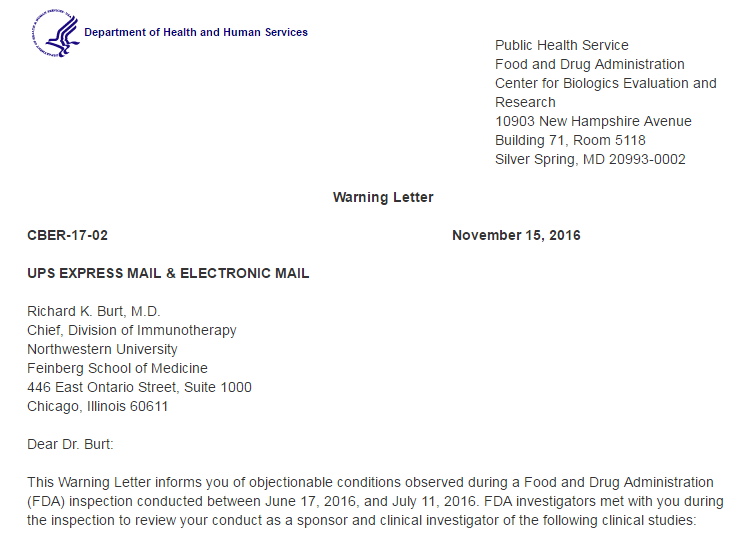 Department of Health and Human Services
Public Health Service
Food and Drug Administration
Center for Biologics Evaluation and
Research
10903 New Hampshire Avenue
Building 71, Room 5118
Silver Spring, MD 20993-0002
Warning Letter
CBER-17-02
November 15, 2016
UPS EXPRESS MAIL & ELECTRONIC MAIL
Richard K. Burt, M.D.
Chief, Division of Immunotherapy
Northwestern University
Feinberg School of Medicine
446 East Ontario Street, Suite 1000
Chicago, Illinois 60611
Dear Dr. Burt:
This Warning Letter informs you of objectionable conditions observed during a Food and Drug Administration
(FDA) inspection conducted between June 17, 2016, and July 11, 2016. FDA investigators met with you during
the inspection to review your conduct as a sponsor and clinical investigator of the following clinical studies: